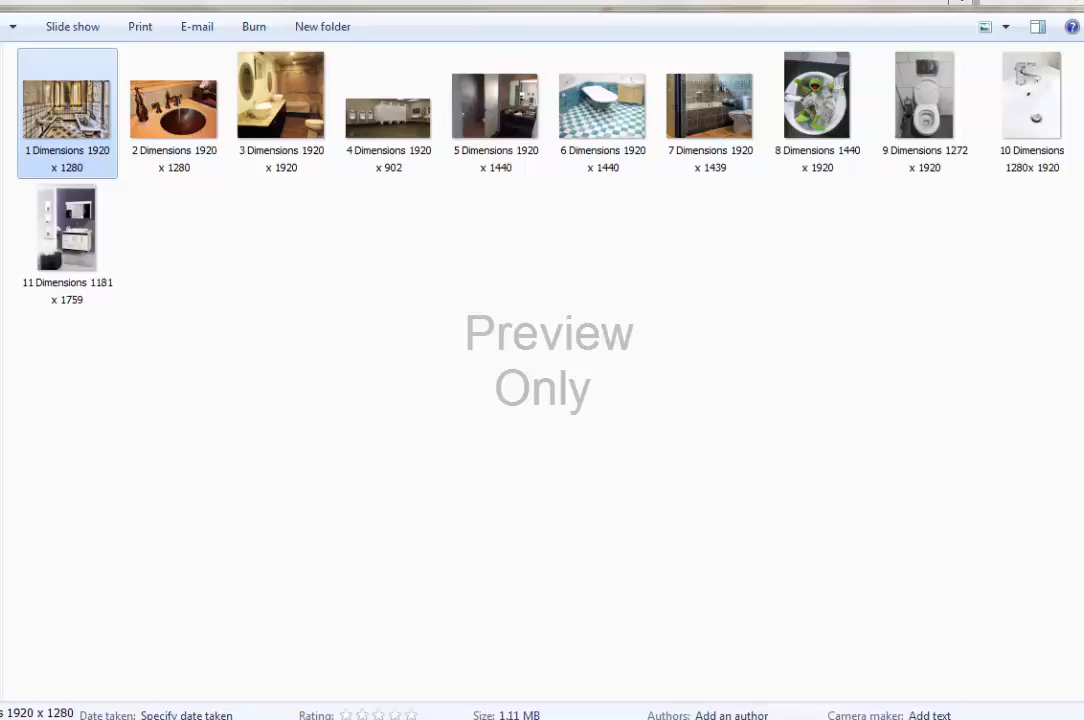 Slide show Print E-mail Burn New folder
1 Dimensions 1920 x 1280
2 Dimensions 1920 x 1280
3 Dimensions 1920 x 1920
4 Dimensions 1920 x 902
5 Dimensions 1920 x 1440
6 Dimensions 1920 x 1440
7 Dimensions 1920 x 1439
8 Dimensions 1440 x 1920
9 Dimensions 1272 x 1920
10 Dimensions 1280x 1920
11 Dimensions 1181 x 1759
Preview
Only
s 1920 x 1280 Date taken: Specify date taken Rating: Size: 1.11 MB Authors: Add an author Camera maker: Add text